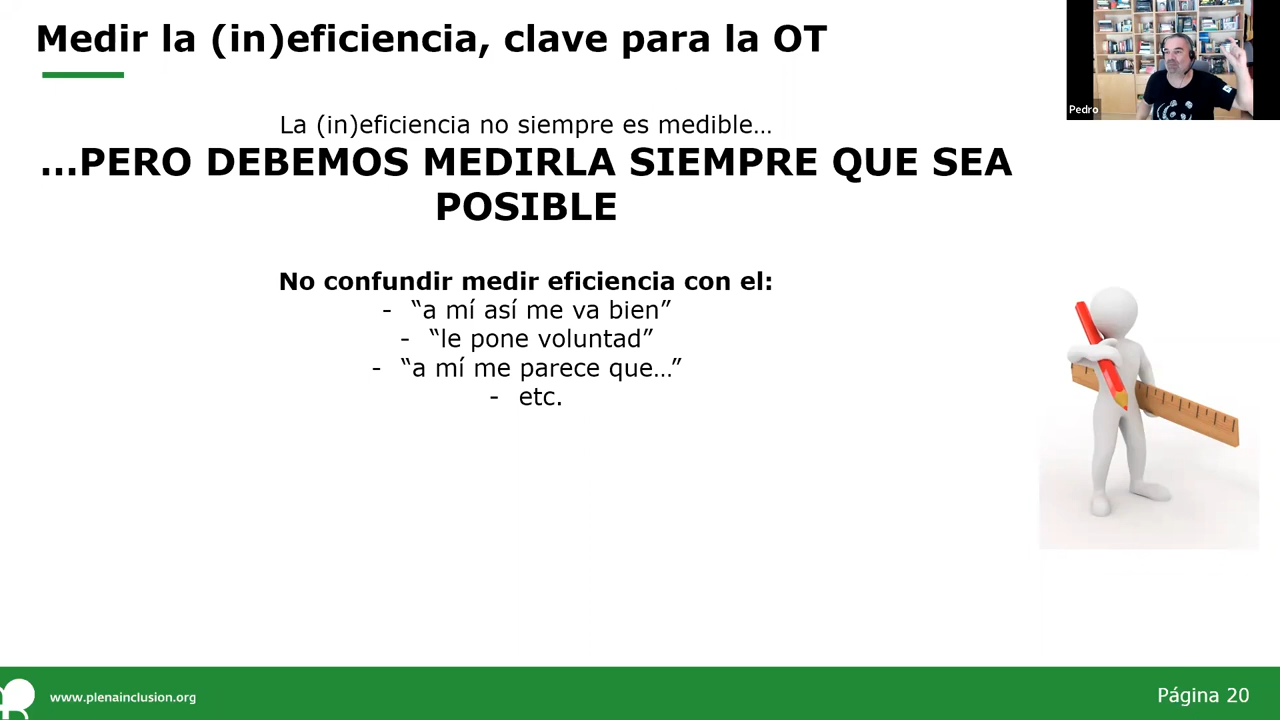 Medir la (in)eficiencia, clave para la OT
Pedro
La (in)eficiencia no siempre es medible…
…PERO DEBEMOS MEDIRLA SIEMPRE QUE SEA
POSIBLE
No confundir medir eficiencia con el:
- “a mí así me va bien”
- “le pone voluntad”
- “a mí me parece que…”
- etc.
www.plenainclusion.org
Página 20